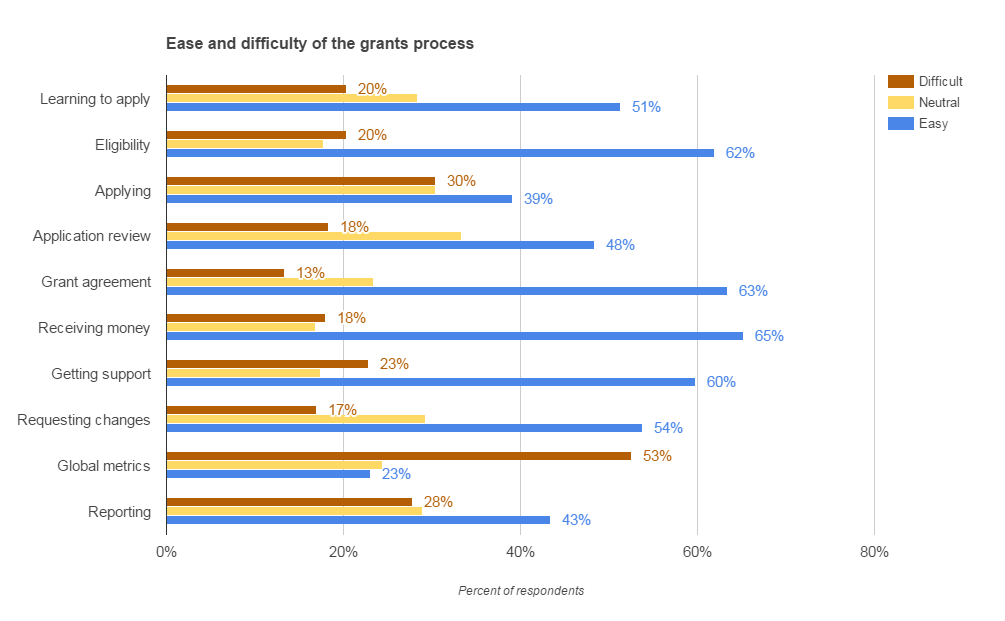 Ease and difficulty of the grants process
Difficult
Neutral
Easy
Learning to apply
20%
51%
Eligibility
20%
62%
Applying
30%
39%
Application review
18%
48%
Grant agreement
13%
63%
Receiving money
18%
65%
Getting support
23%
60%
Requesting changes
17%
54%
Global metrics
53%
23%
Reporting
28%
43%
0%
20%
40%
60%
80%
Percent of respondents